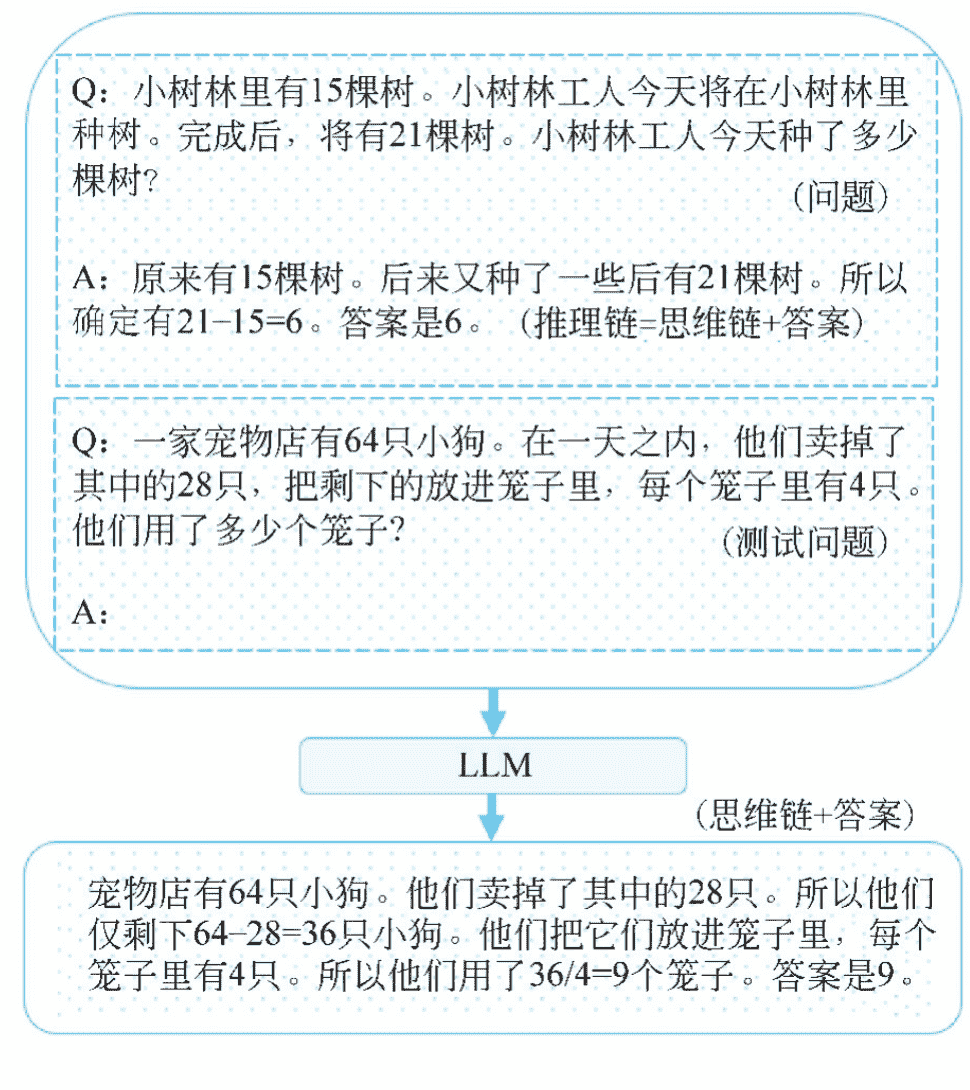 Q：小树林里有15棵树。小树林工人今天将在小树林里
种树。完成后，将有21棵树。小树林工人今天种了多少
棵树？
（问题）
A：原来有15棵树。后来又种了一些后有21棵树。所以
确定有21–15=6。答案是6。（推理链=思维链+答案）
Q：一家宠物店有64只小狗。在一天之内，他们卖掉了
其中的28只，把剩下的放进笼子里，每个笼子里有4只。
他们用了多少个笼子？
（测试问题）
A：
LLM
（思维链+答案）
宠物店有64只小狗。他们卖掉了其中的28只。所以他们
仅剩下64–28=36只小狗。他们把它们放进笼子里，每个
笼子里有4只。所以他们用了36/4=9个笼子。答案是9。